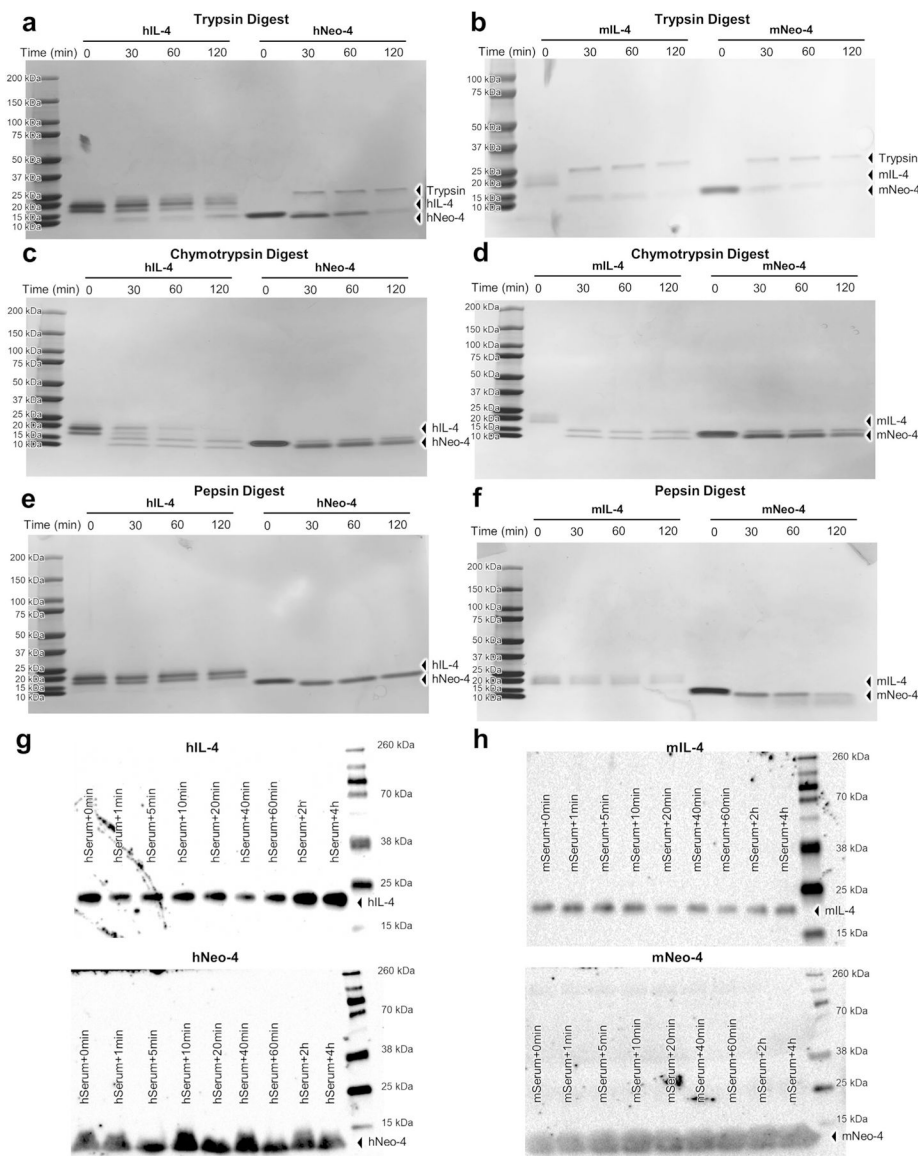 a
Trypsin Digest
hIL-4 hNeo-4
Time (min) 0 30 60 120 0 30 60 120
200 kDa
150 kDa
100 kDa
75 kDa
50 kDa
37 kDa
25 kDa
20 kDa
15 kDa
10 kDa
Trypsin
hIL-4
hNeo-4
b
Trypsin Digest
mIL-4 mNeo-4
Time (min) 0 30 60 120 0 30 60 120
100 kDa
75 kDa
50 kDa
37 kDa
25 kDa
20 kDa
15 kDa
10 kDa
Trypsin
mIL-4
mNeo-4
c
Chymotrypsin Digest
hIL-4 hNeo-4
Time (min) 0 30 60 120 0 30 60 120
200 kDa
150 kDa
100 kDa
75 kDa
50 kDa
37 kDa
25 kDa
20 kDa
15 kDa
10 kDa
hIL-4
hNeo-4
d
Chymotrypsin Digest
mIL-4 mNeo-4
Time (min) 0 30 60 120 0 30 60 120
200 kDa
150 kDa
100 kDa
75 kDa
50 kDa
37 kDa
25 kDa
20 kDa
15 kDa
10 kDa
mIL-4
mNeo-4
e
Pepsin Digest
hIL-4 hNeo-4
Time (min) 0 30 60 120 0 30 60 120
200 kDa
150 kDa
100 kDa
75 kDa
50 kDa
37 kDa
25 kDa
20 kDa
15 kDa
10 kDa
hIL-4
hNeo-4
f
Pepsin Digest
mIL-4 mNeo-4
Time (min) 0 30 60 120 0 30 60 120
200 kDa
150 kDa
100 kDa
75 kDa
50 kDa
37 kDa
25 kDa
20 kDa
15 kDa
10 kDa
mIL-4
mNeo-4
g
hIL-4
hSerum+0min
hSerum+1min
hSerum+5min
hSerum+10min
hSerum+20min
hSerum+40min
hSerum+60min
hSerum+2h
hSerum+4h
260 kDa
70 kDa
38 kDa
25 kDa
hIL-4
15 kDa
hNeo-4
hSerum+0min
hSerum+1min
hSerum+5min
hSerum+10min
hSerum+20min
hSerum+40min
hSerum+60min
hSerum+2h
hSerum+4h
260 kDa
70 kDa
38 kDa
25 kDa
15 kDa
hNeo-4
h
mIL-4
mSerum+0min
mSerum+1min
mSerum+5min
mSerum+10min
mSerum+20min
mSerum+40min
mSerum+60min
mSerum+2h
mSerum+4h
260 kDa
70 kDa
38 kDa
25 kDa
mIL-4
15 kDa
mNeo-4
mSerum+0min
mSerum+1min
mSerum+5min
mSerum+10min
mSerum+20min
mSerum+40min
mSerum+60min
mSerum+2h
mSerum+4h
260 kDa
70 kDa
38 kDa
25 kDa
15 kDa
mNeo-4